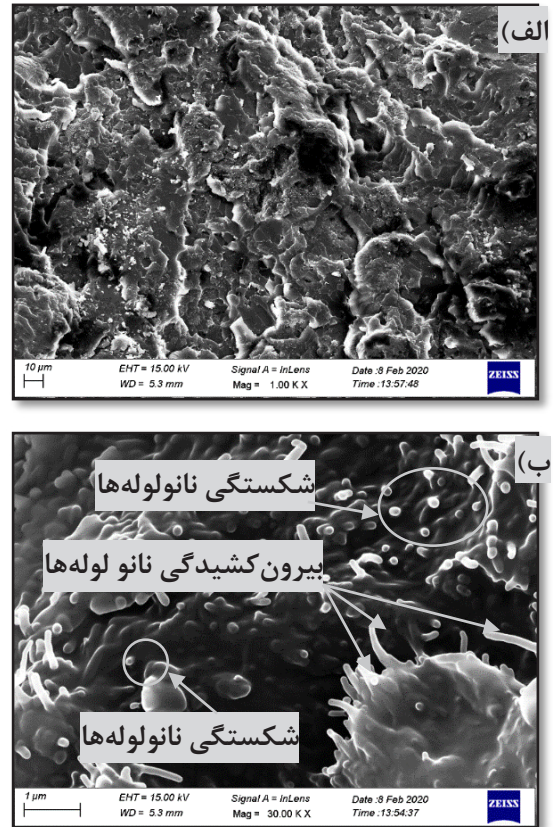 الف)
10 µm
EHT = 15.00 kV
WD = 5.3 mm
Signal A = InLens
Mag = 1.00 K X
Date :8 Feb 2020
Time :13:57:48
ZEISS
ب)
شکستگی نانولوله‌ها
بیرون‌کشیدگی نانو لوله‌ها
شکستگی نانولوله‌ها
1 µm
EHT = 15.00 kV
WD = 5.3 mm
Signal A = InLens
Mag = 30.00 K X
Date :8 Feb 2020
Time :13:54:37
ZEISS